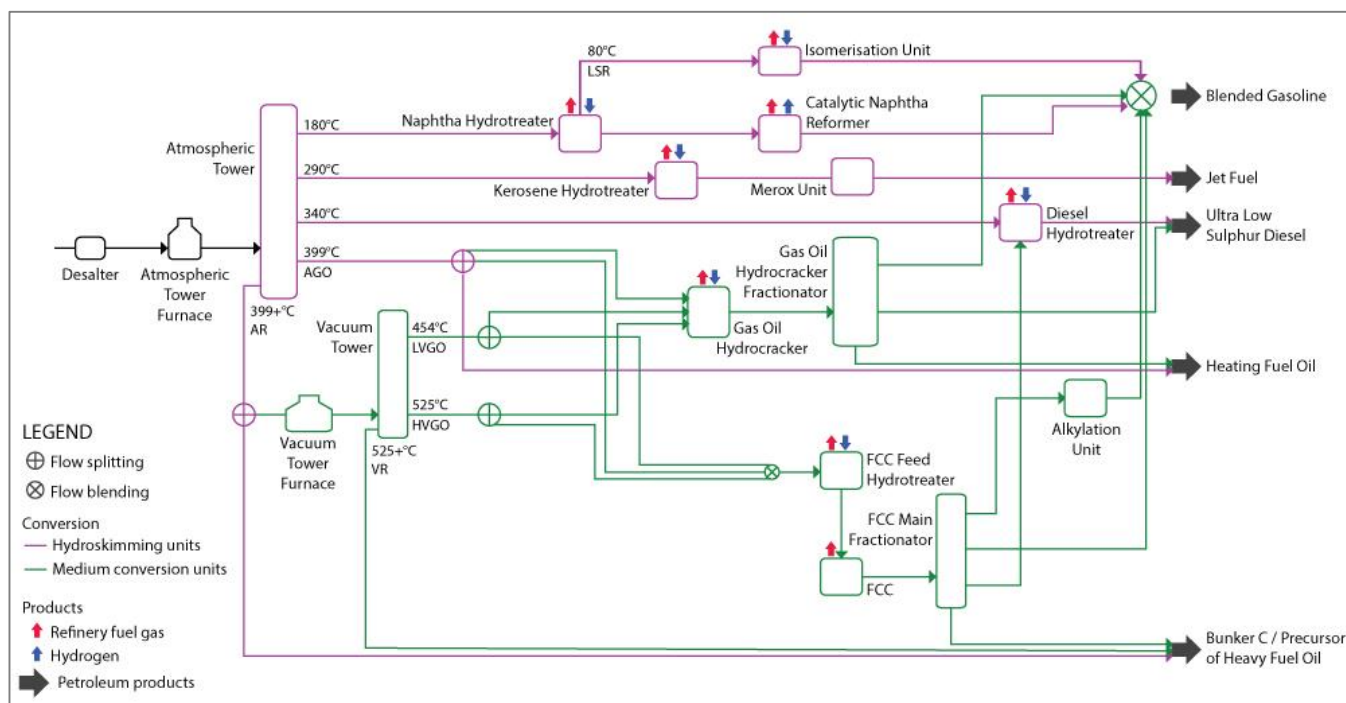 80°C
LSR
Isomerisation Unit
Naphtha Hydrotreater
Catalytic Naphtha
Reformer
Blended Gasoline
Atmospheric
Tower
180°C
290°C
Kerosene Hydrotreater
Merox Unit
Jet Fuel
340°C
Diesel
Hydrotreater
Ultra Low
Sulphur Diesel
399°C
AGO
Desalter
Atmospheric
Tower
Furnace
399+°C
AR
Gas Oil
Hydrocracker
Fractionator
Gas Oil
Hydrocracker
Vacuum
Tower
454°C
LVGO
Heating Fuel Oil
525°C
HVGO
Alkylation
Unit
Vacuum
Tower
Furnace
525+°C
VR
FCC Feed
Hydrotreater
FCC Main
Fractionator
FCC
Bunker C / Precursor
of Heavy Fuel Oil
LEGEND
Flow splitting
Flow blending
Conversion
Hydroskimming units
Medium conversion units
Products
Refinery fuel gas
Hydrogen
Petroleum products